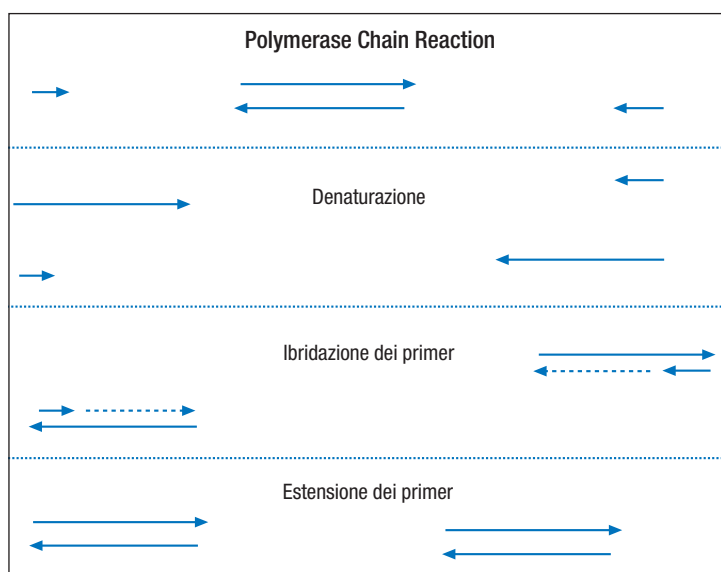 Polymerase Chain Reaction
Denaturazione
Ibridazione dei primer
Estensione dei primer